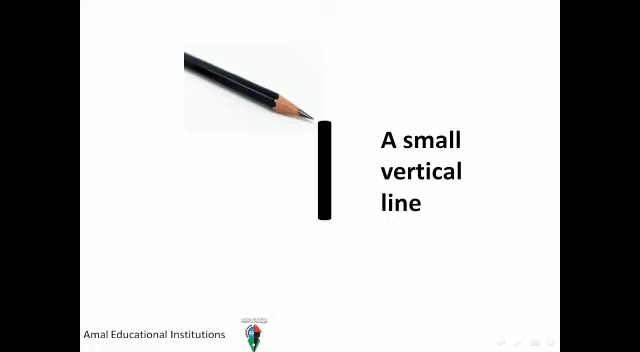 A small
vertical
line
Amal Educational Institutions